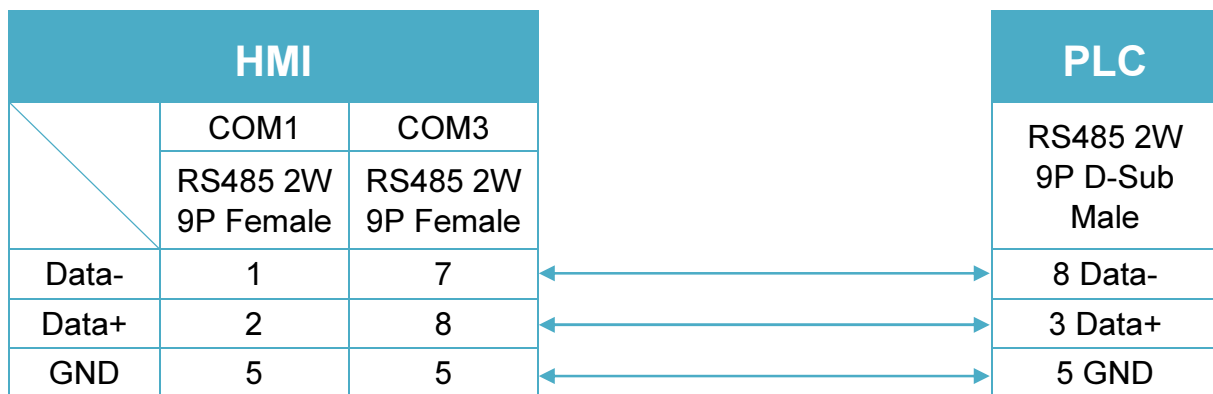 HMI PLC
COM1 COM3
RS485 2W
9P Female
RS485 2W
9P Female
RS485 2W
9P D-Sub
Male
Data- 1 7 8 Data-
Data+ 2 8 3 Data+
GND 5 5 5 GND